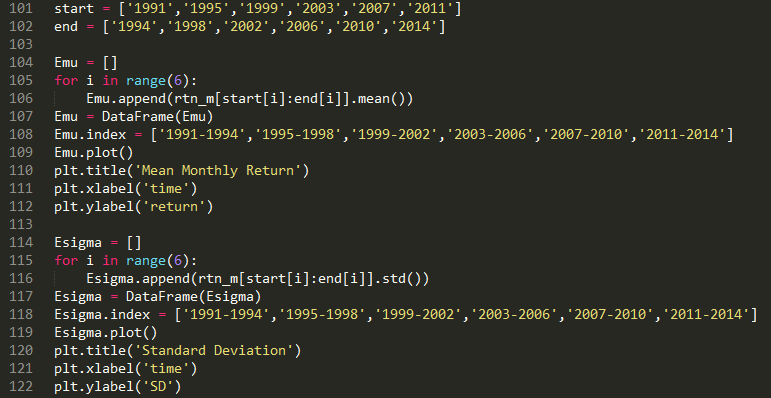 101 start = ['1991','1995','1999','2003','2007','2011']
102 end = ['1994','1998','2002','2006','2010','2014']
103
104 Emu = []
105 for i in range(6):
106     Emu.append(rtn_m[start[i]:end[i]].mean())
107 Emu = DataFrame(Emu)
108 Emu.index = ['1991-1994','1995-1998','1999-2002','2003-2006','2007-2010','2011-2014']
109 Emu.plot()
110 plt.title('Mean Monthly Return')
111 plt.xlabel('time')
112 plt.ylabel('return')
113
114 Esigma = []
115 for i in range(6):
116     Esigma.append(rtn_m[start[i]:end[i]].std())
117 Esigma = DataFrame(Esigma)
118 Esigma.index = ['1991-1994','1995-1998','1999-2002','2003-2006','2007-2010','2011-2014']
119 Esigma.plot()
120 plt.title('Standard Deviation')
121 plt.xlabel('time')
122 plt.ylabel('SD')